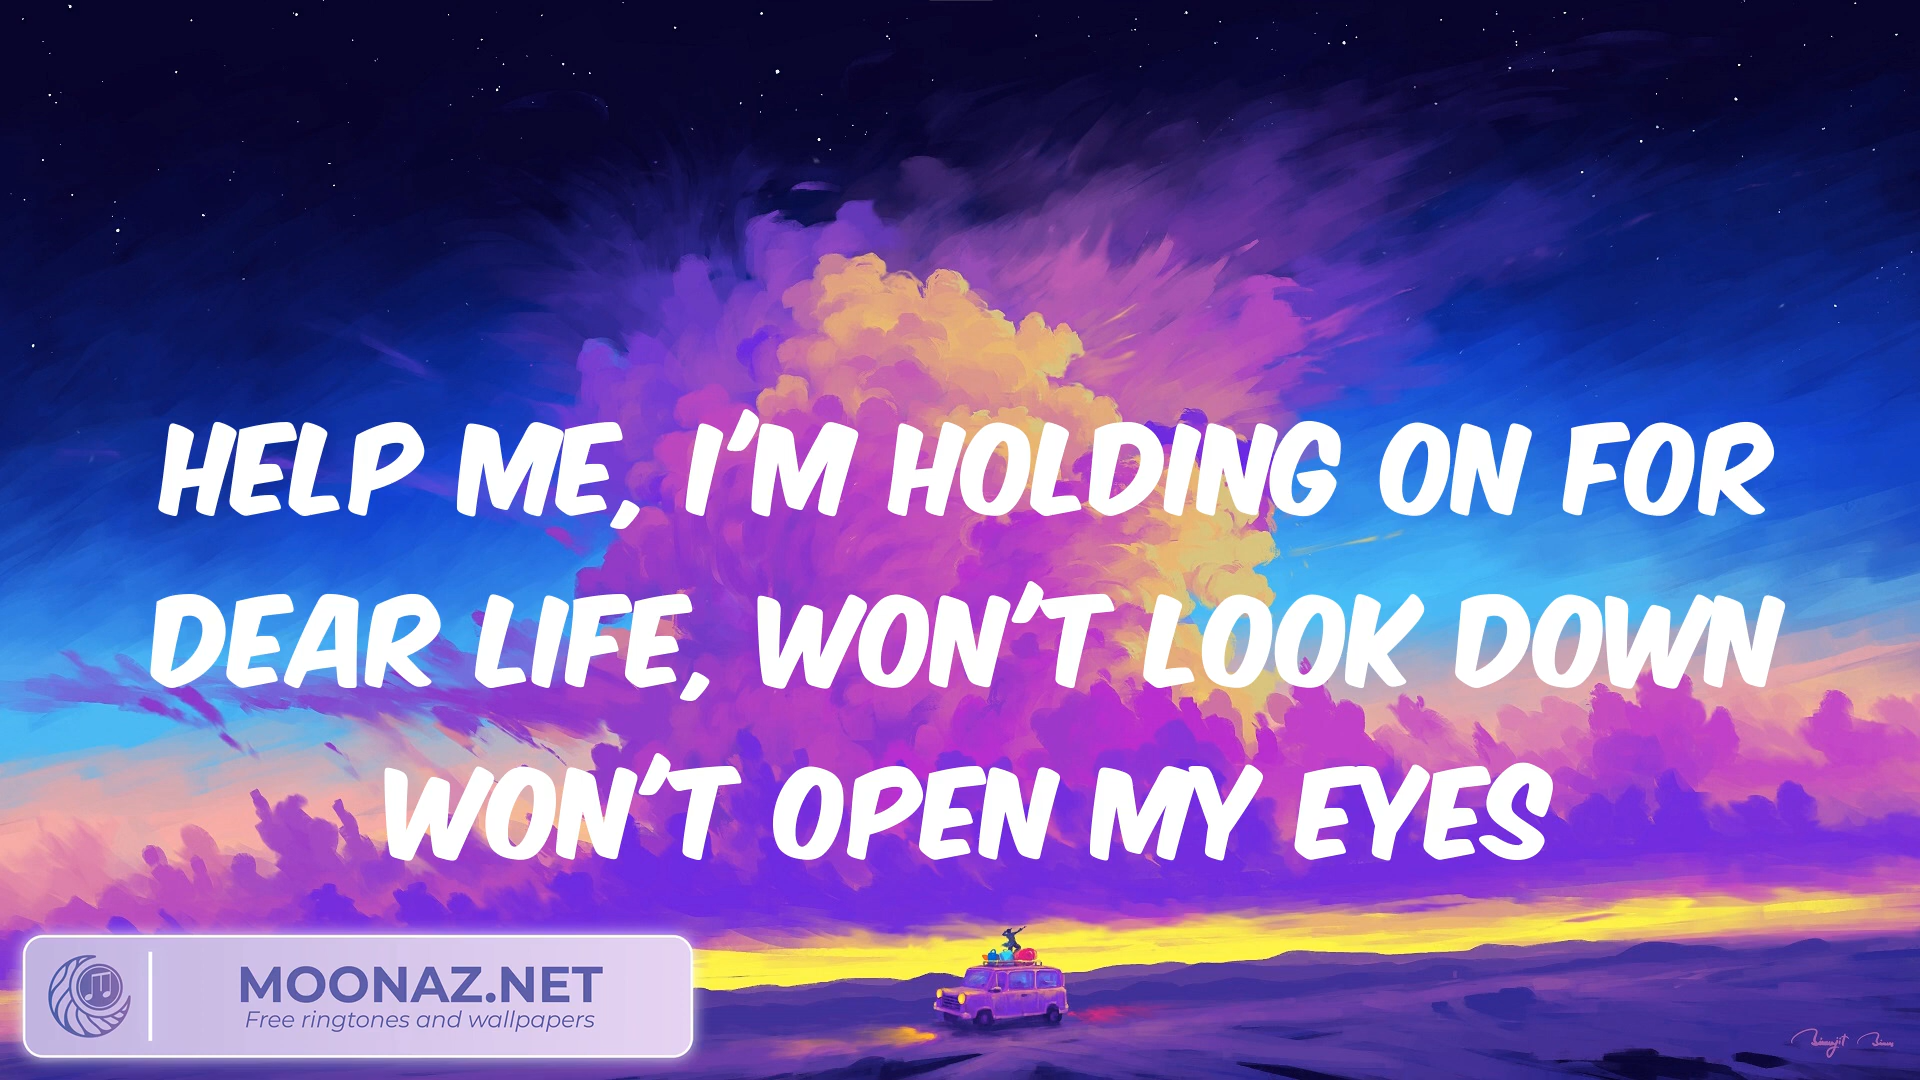 HELP ME, I'M HOLDING ON FOR
DEAR LIFE, WON'T LOOK DOWN
WON'T OPEN MY EYES
MOONAZ.NET
Free ringtones and wallpapers